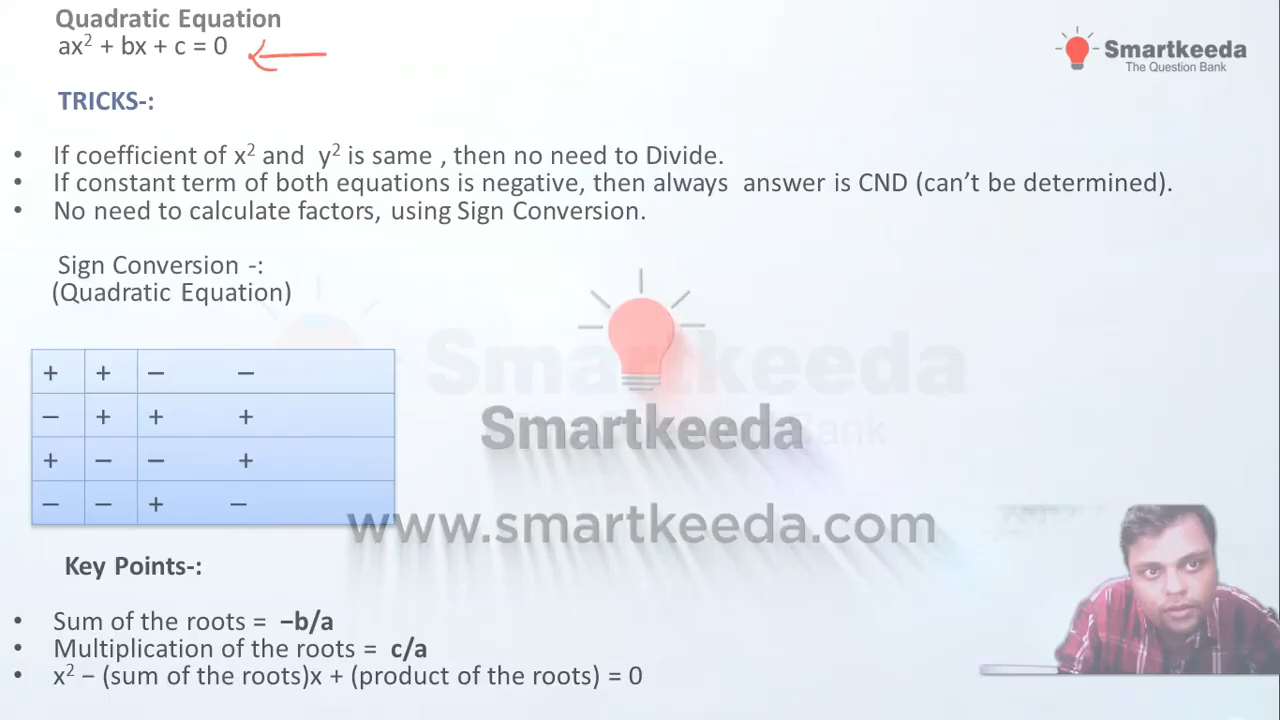 Quadratic Equation
ax² + bx + c = 0
Smartkeeda
The Question Bank
TRICKS-:
• If coefficient of x² and y² is same , then no need to Divide.
• If constant term of both equations is negative, then always answer is CND (can't be determined).
• No need to calculate factors, using Sign Conversion.
Sign Conversion -:
(Quadratic Equation)
+ + − −
− + + +
+ − − +
− − + −
Smartkeeda
Smartkeeda
Bank
www.smartkeeda.com
Key Points-:
• Sum of the roots = −b/a
• Multiplication of the roots = c/a
• x² − (sum of the roots)x + (product of the roots) = 0